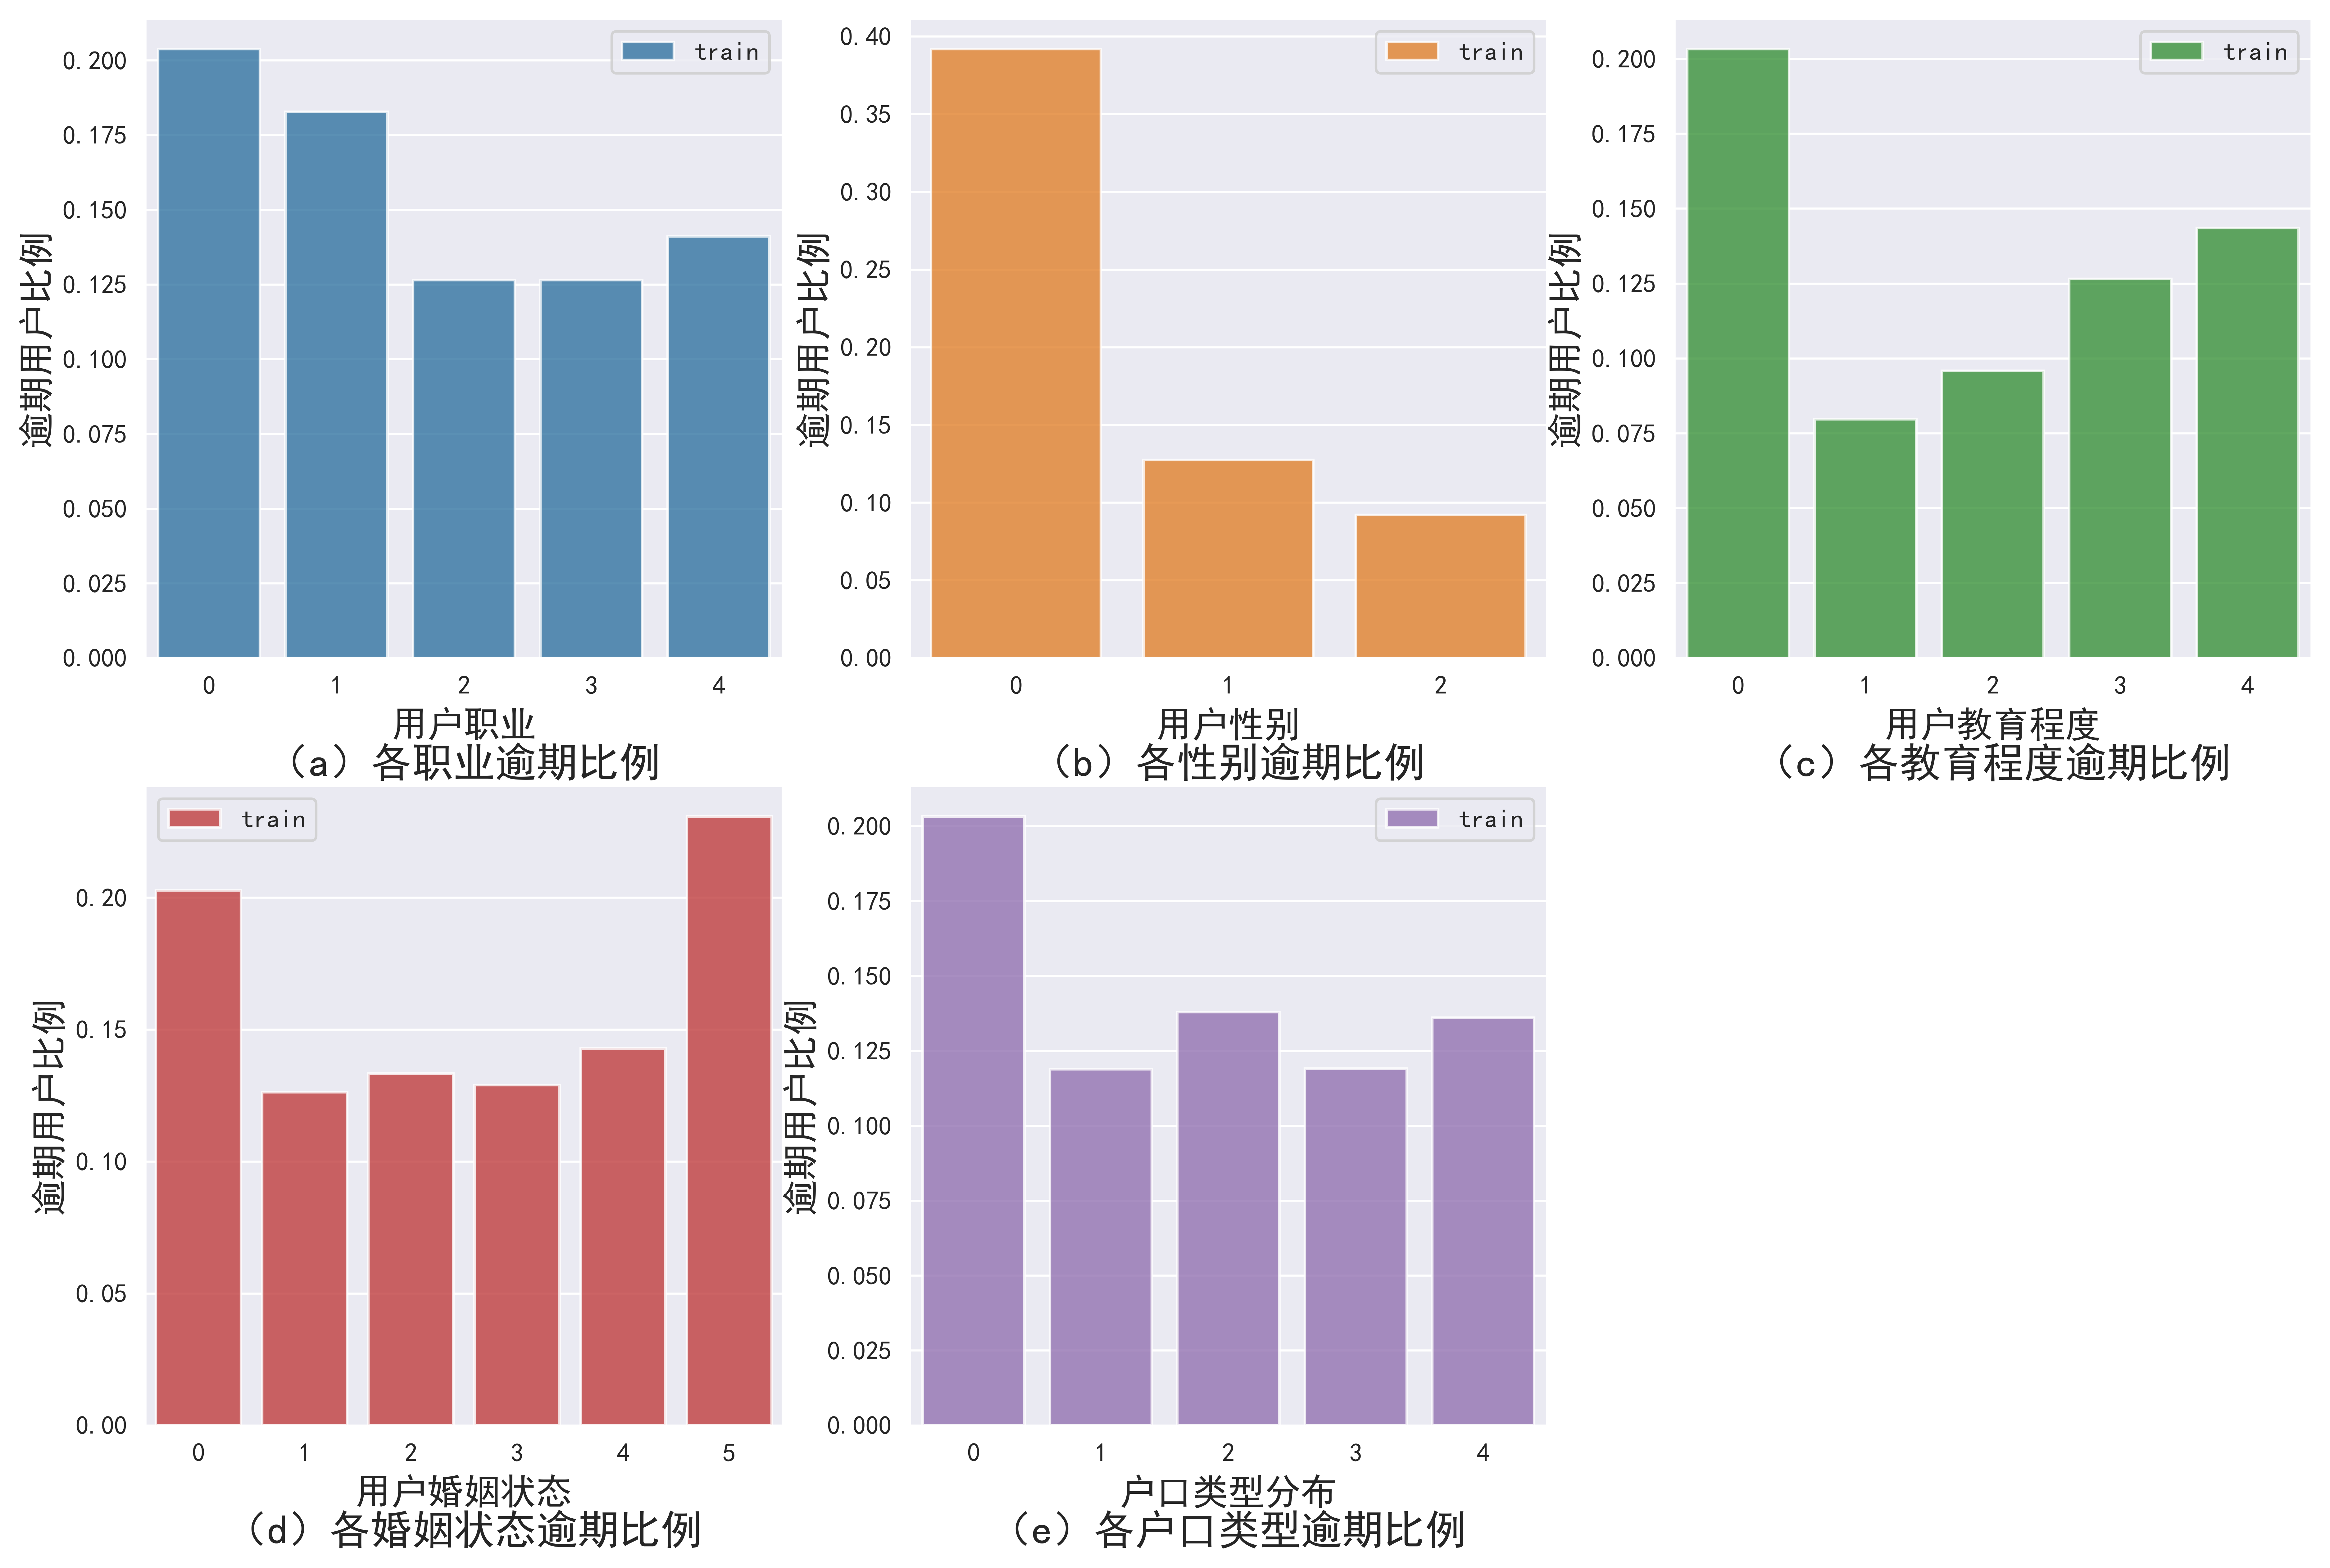 train
0.200
0.175
0.150
0.125
0.100
0.075
0.050
0.025
0.000
逾期用户比例
0 1 2 3 4
用户职业
（a）各职业逾期比例
train
0.40
0.35
0.30
0.25
0.20
0.15
0.10
0.05
0.00
逾期用户比例
0 1 2
用户性别
（b）各性别逾期比例
train
0.200
0.175
0.150
0.125
0.100
0.075
0.050
0.025
0.000
逾期用户比例
0 1 2 3 4
用户教育程度
（c）各教育程度逾期比例
train
0.20
0.15
0.10
0.05
0.00
逾期用户比例
0 1 2 3 4 5
用户婚姻状态
（d）各婚姻状态逾期比例
train
0.200
0.175
0.150
0.125
0.100
0.075
0.050
0.025
0.000
逾期用户比例
0 1 2 3 4
户口类型分布
（e）各户口类型逾期比例